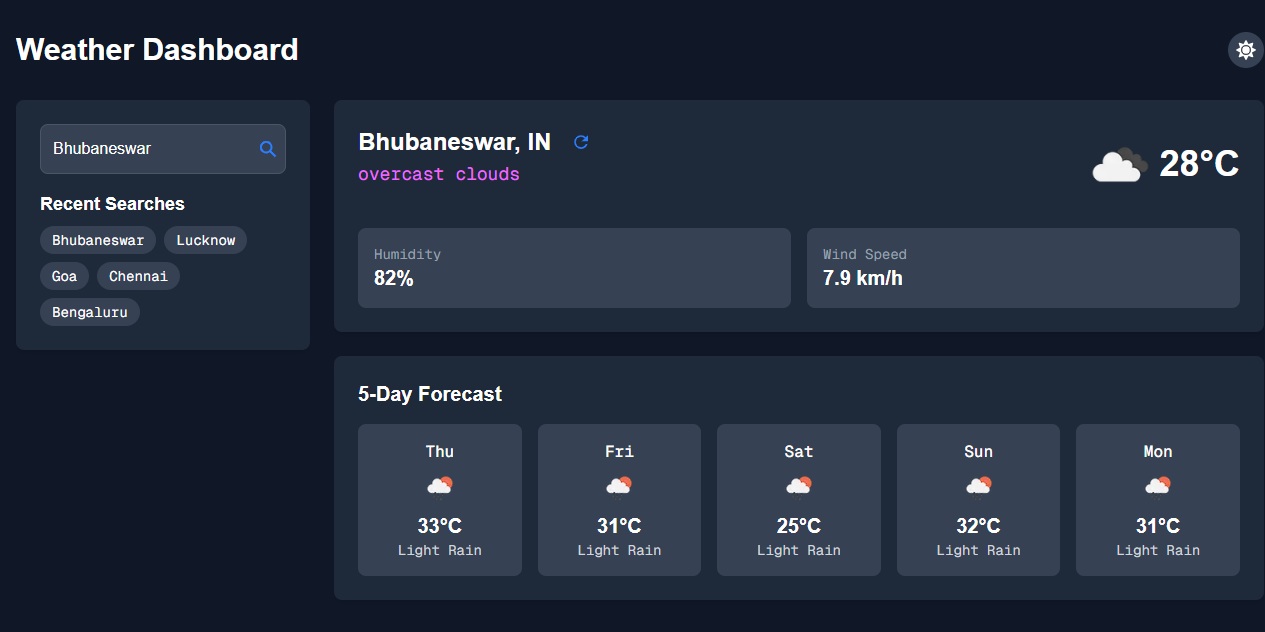 Weather Dashboard
Bhubaneswar
Recent Searches
Bhubaneswar Lucknow
Goa Chennai
Bengaluru
Bhubaneswar, IN
overcast clouds
28°C
Humidity
82%
Wind Speed
7.9 km/h
5-Day Forecast
Thu
33°C
Light Rain
Fri
31°C
Light Rain
Sat
25°C
Light Rain
Sun
32°C
Light Rain
Mon
31°C
Light Rain